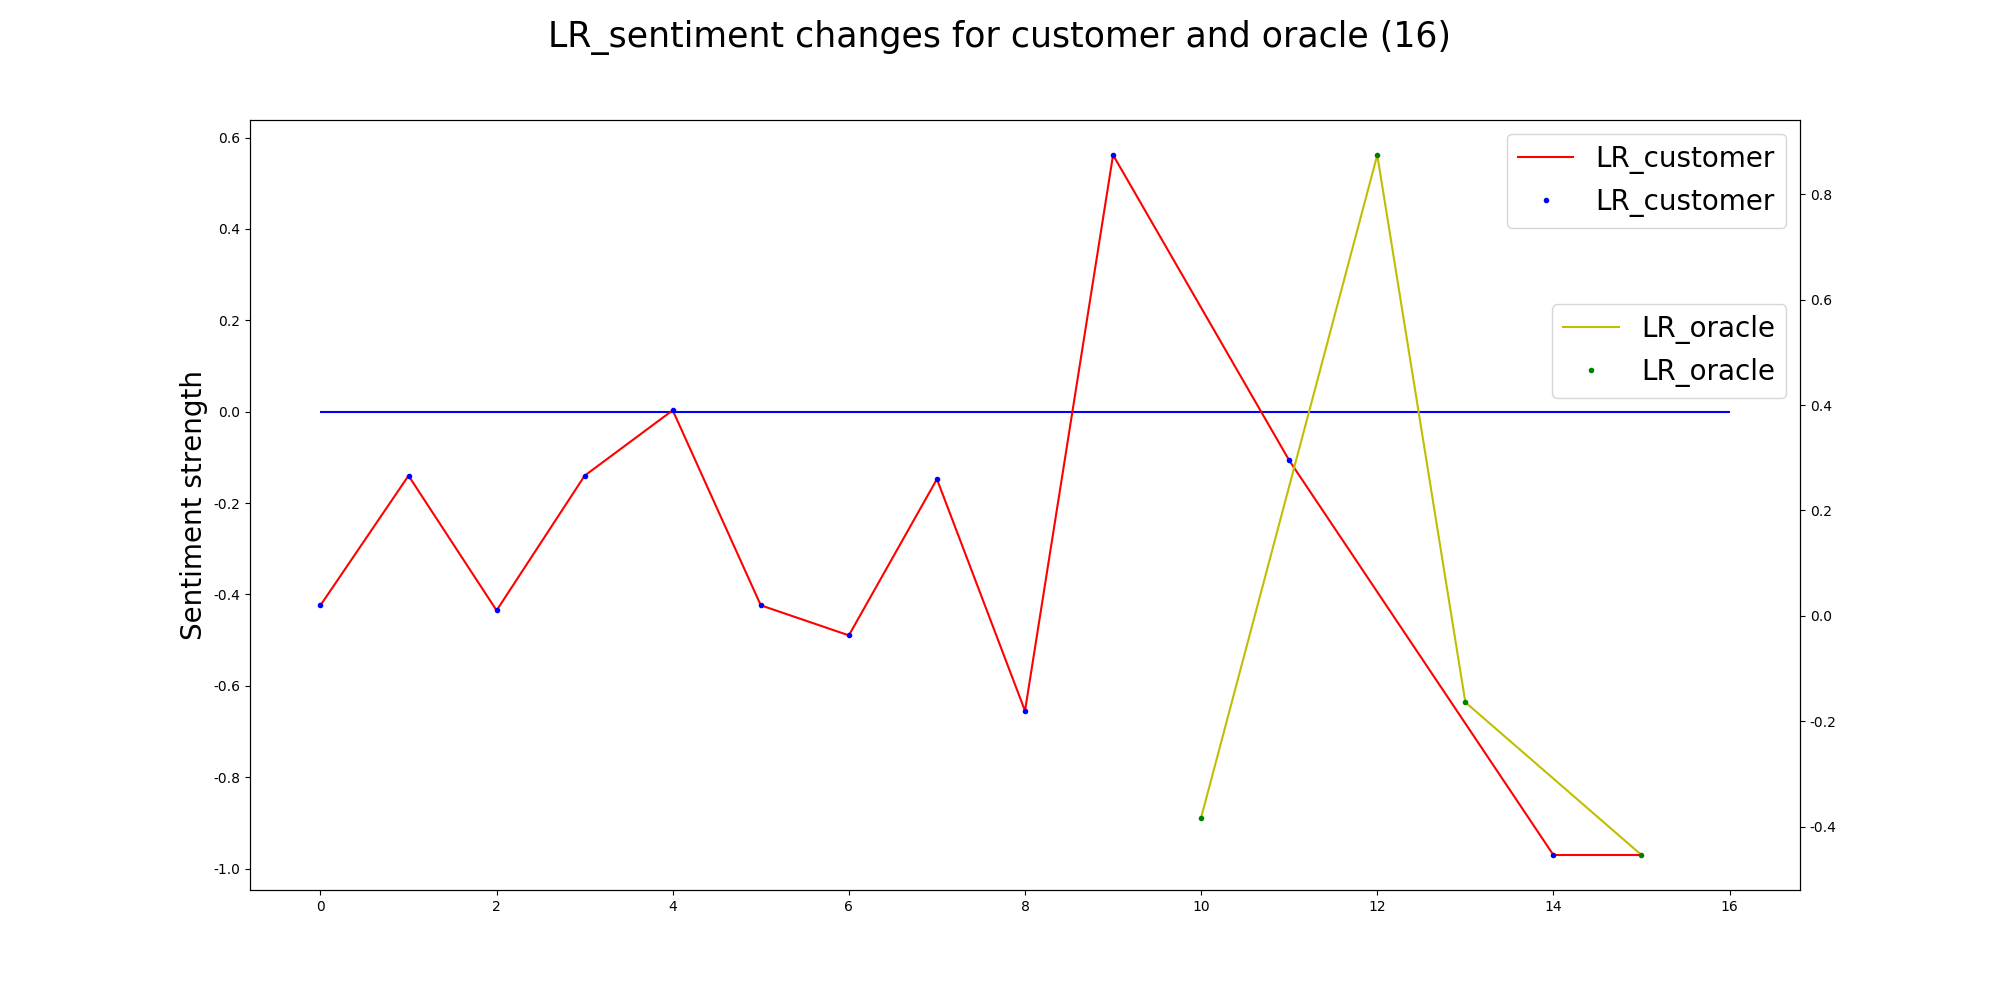 LR_sentiment changes for customer and oracle (16)
0.6
0.4
0.2
0.0
-0.2
-0.4
-0.6
-0.8
-1.0
Sentiment strength
LR_customer
LR_customer
LR_oracle
LR_oracle
0.8
0.6
0.4
0.2
0.0
-0.2
-0.4
0 2 4 6 8 10 12 14 16